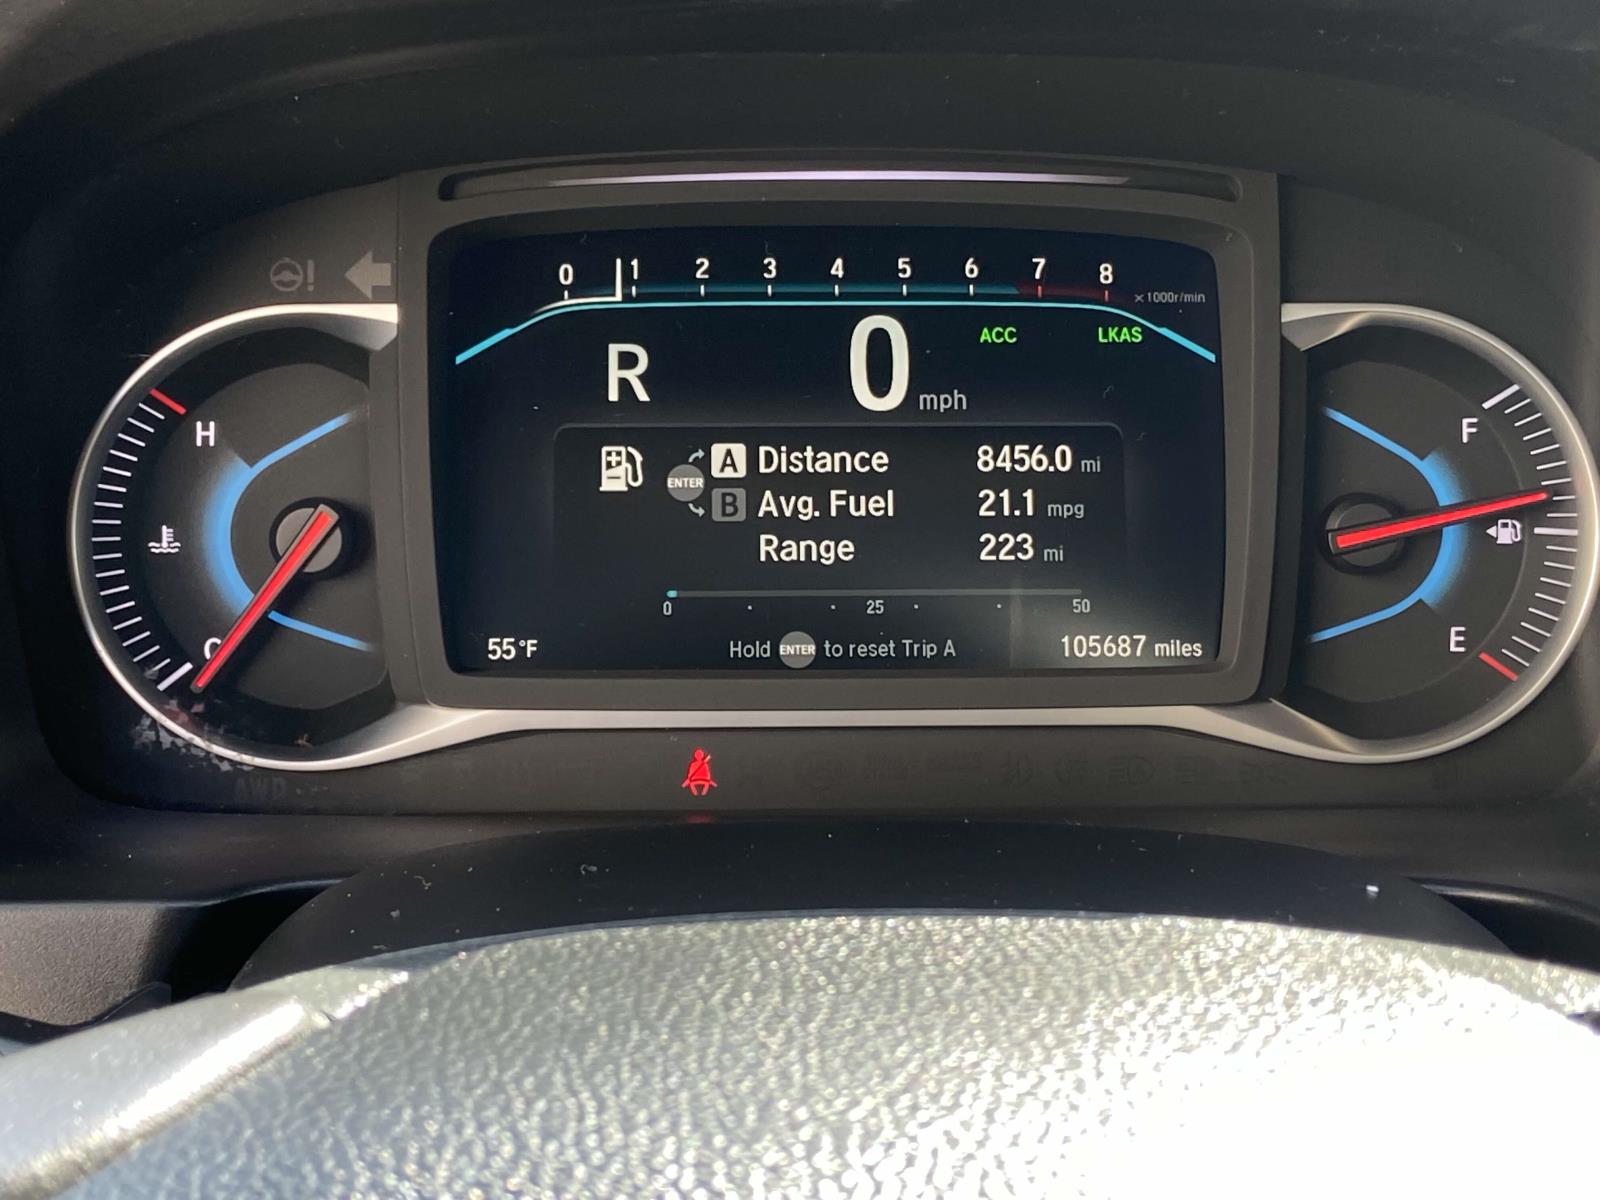 0 1 2 3 4 5 6 7 8
x1000r/min
ACC LKAS
R 0 mph
H
F
A Distance 8456.0 mi
ENTER
B Avg. Fuel 21.1 mpg
Range 223 mi
0 25 50
C
E
55°F Hold ENTER to reset Trip A 105687 miles
AWD